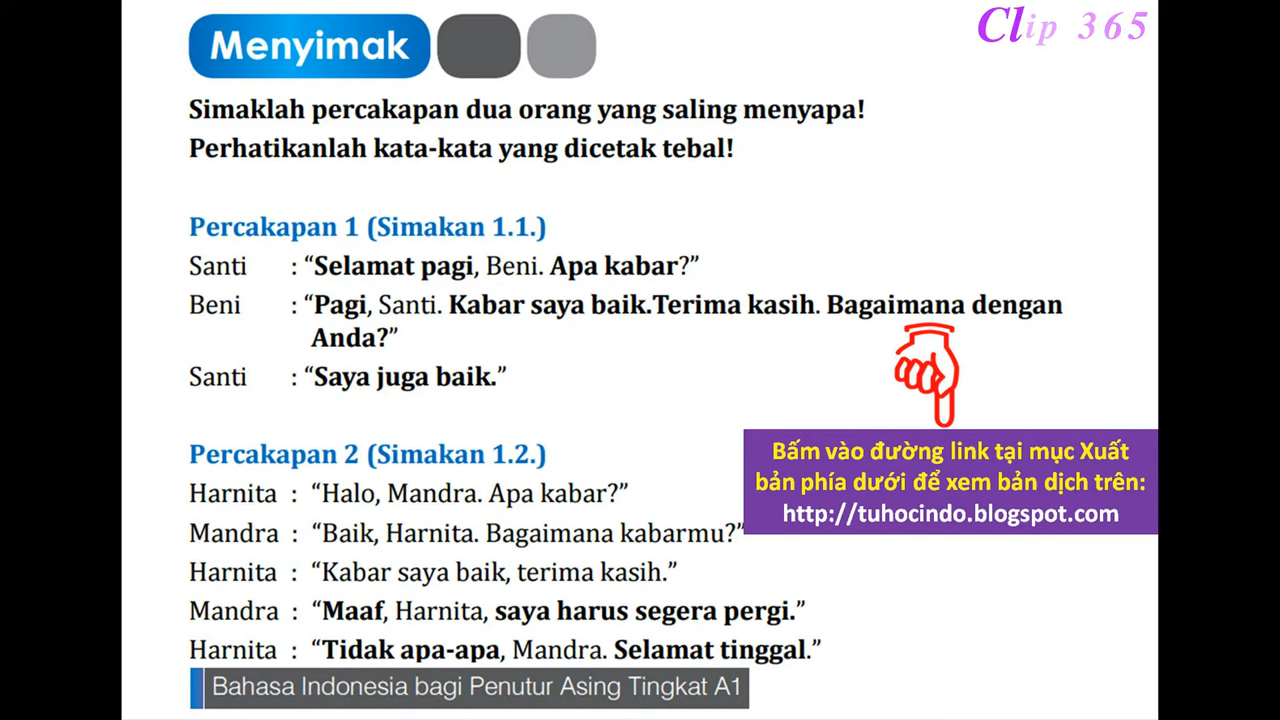 Clip 365
Menyimak
Simaklah percakapan dua orang yang saling menyapa!
Perhatikanlah kata-kata yang dicetak tebal!
Percakapan 1 (Simakan 1.1.)
Santi : “Selamat pagi, Beni. Apa kabar?”
Beni : “Pagi, Santi. Kabar saya baik.Terima kasih. Bagaimana dengan
Anda?”
Santi : “Saya juga baik.”
Percakapan 2 (Simakan 1.2.)
Harnita : “Halo, Mandra. Apa kabar?”
Mandra : “Baik, Harnita. Bagaimana kabarmu?”
Harnita : “Kabar saya baik, terima kasih.”
Mandra : “Maaf, Harnita, saya harus segera pergi.”
Harnita : “Tidak apa-apa, Mandra. Selamat tinggal.”
Bấm vào đường link tại mục Xuất
bản phía dưới để xem bản dịch trên:
http://tuhocindo.blogspot.com
Bahasa Indonesia bagi Penutur Asing Tingkat A1